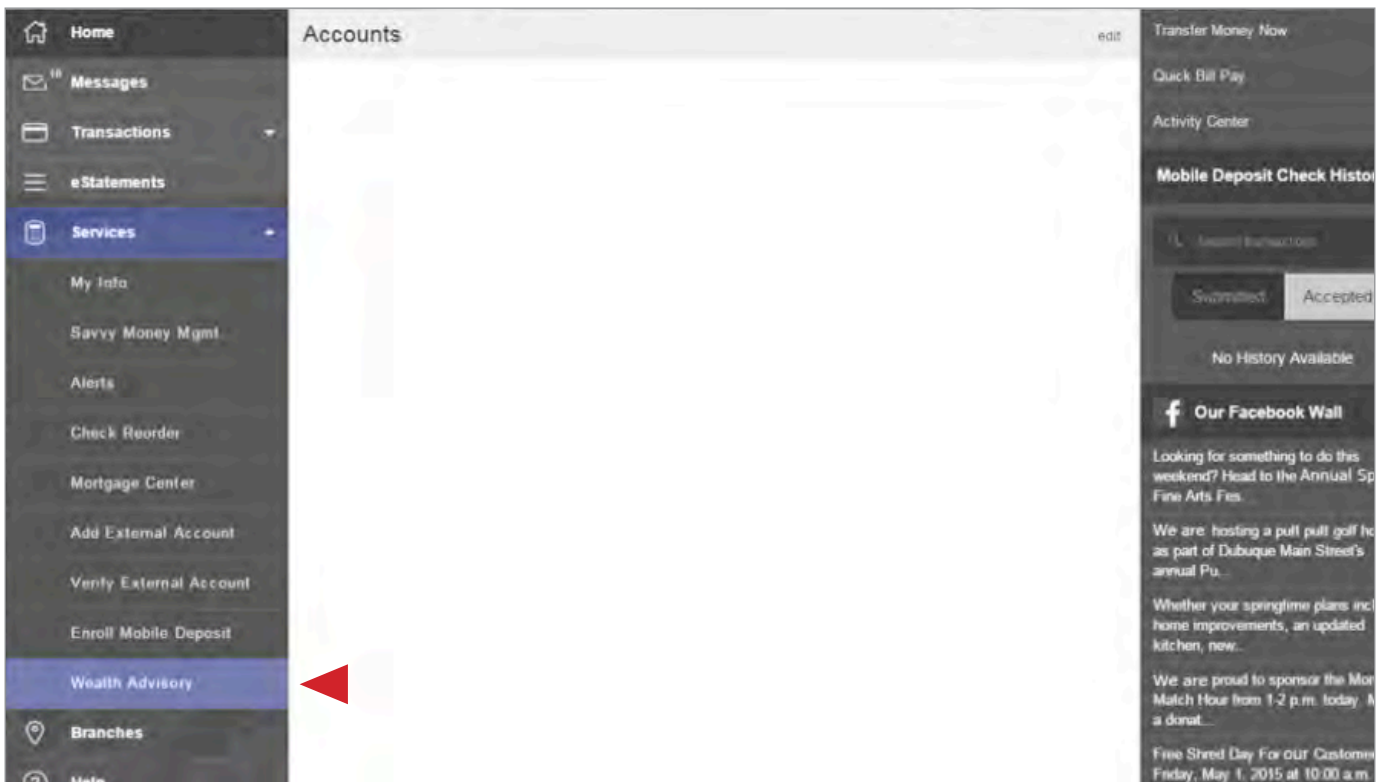 Home
10
Messages
Transactions
eStatements
Services
My Info
Savvy Money Mgmt
Alerts
Check Reorder
Mortgage Center
Add External Account
Verify External Account
Enroll Mobile Deposit
Wealth Advisory
Branches
Help
Accounts
edit
Transfer Money Now
Quick Bill Pay
Activity Center
Mobile Deposit Check Histor
Search transactions
Submitted
Accepted
No History Available
Our Facebook Wall
Looking for something to do this
weekend? Head to the Annual Sp
Fine Arts Fes...
We are hosting a putt putt golf ho
as part of Dubuque Main Street's
annual Pu...
Whether your springtime plans incl
home improvements, an updated
kitchen, new...
We are proud to sponsor the Mor
Match Hour from 1-2 p.m. today. M
a donat...
Free Shred Day For our Custome
Friday, May 1, 2015 at 10:00 a.m.